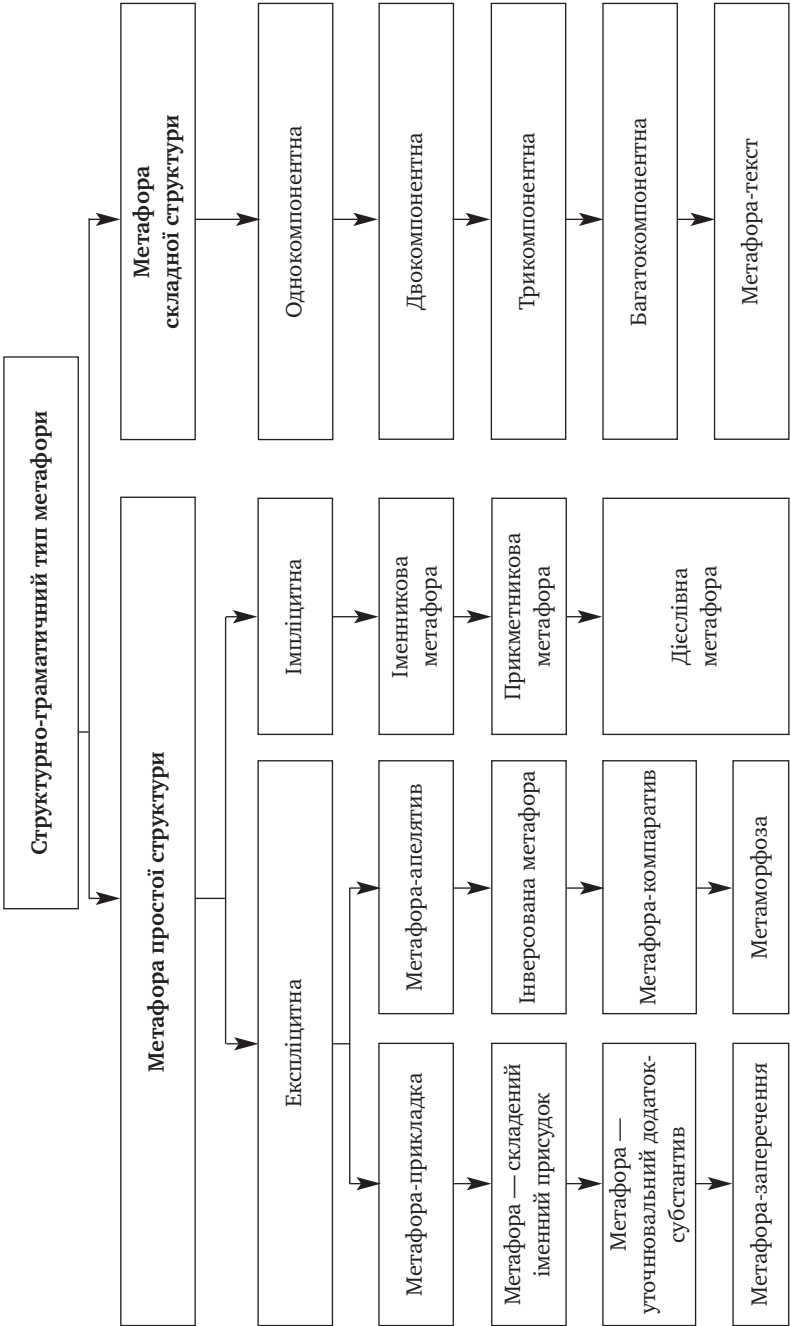 Структурно-граматичний тип метафори
Метафора простої структури
Метафора
складної структури
Експліцитна
Імпліцитна
Однокомпонентна
Метафора-прикладка
Метафора-апелятив
Іменникова
метафора
Двокомпонентна
Метафора — складений
іменний присудок
Інверсована метафора
Прикметникова
метафора
Трикомпонентна
Метафора —
уточнювальний додаток-
субстантив
Метафора-компаратив
Дієслівна
метафора
Багатокомпонентна
Метафора-заперечення
Метаморфоза
Метафора-текст